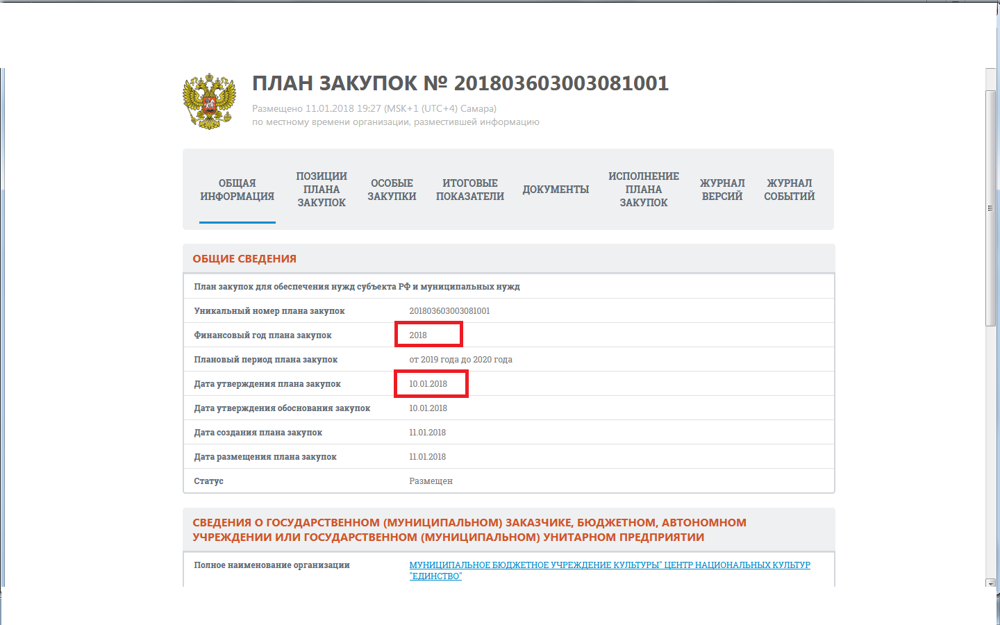 ПЛАН ЗАКУПОК № 201803603003081001
Размещено 11.01.2018 19:27 (MSK+1 (UTC+4) Самара)
по местному времени организации, разместившей информацию
ОБЩАЯ ИНФОРМАЦИЯ
ПОЗИЦИИ ПЛАНА ЗАКУПОК
ОСОБЫЕ ЗАКУПКИ
ИТОГОВЫЕ ПОКАЗАТЕЛИ
ДОКУМЕНТЫ
ИСПОЛНЕНИЕ ПЛАНА ЗАКУПОК
ЖУРНАЛ ВЕРСИЙ
ЖУРНАЛ СОБЫТИЙ
ОБЩИЕ СВЕДЕНИЯ
План закупок для обеспечения нужд субъекта РФ и муниципальных нужд
Уникальный номер плана закупок 201803603003081001
Финансовый год плана закупок 2018
Плановый период плана закупок от 2019 года до 2020 года
Дата утверждения плана закупок 10.01.2018
Дата утверждения обоснования закупок 10.01.2018
Дата создания плана закупок 11.01.2018
Дата размещения плана закупок 11.01.2018
Статус Размещен
СВЕДЕНИЯ О ГОСУДАРСТВЕННОМ (МУНИЦИПАЛЬНОМ) ЗАКАЗЧИКЕ, БЮДЖЕТНОМ, АВТОНОМНОМ
УЧРЕЖДЕНИИ ИЛИ ГОСУДАРСТВЕННОМ (МУНИЦИПАЛЬНОМ) УНИТАРНОМ ПРЕДПРИЯТИИ
Полное наименование организации МУНИЦИПАЛЬНОЕ БЮДЖЕТНОЕ УЧРЕЖДЕНИЕ КУЛЬТУРЫ" ЦЕНТР НАЦИОНАЛЬНЫХ КУЛЬТУР
"ЕДИНСТВО"